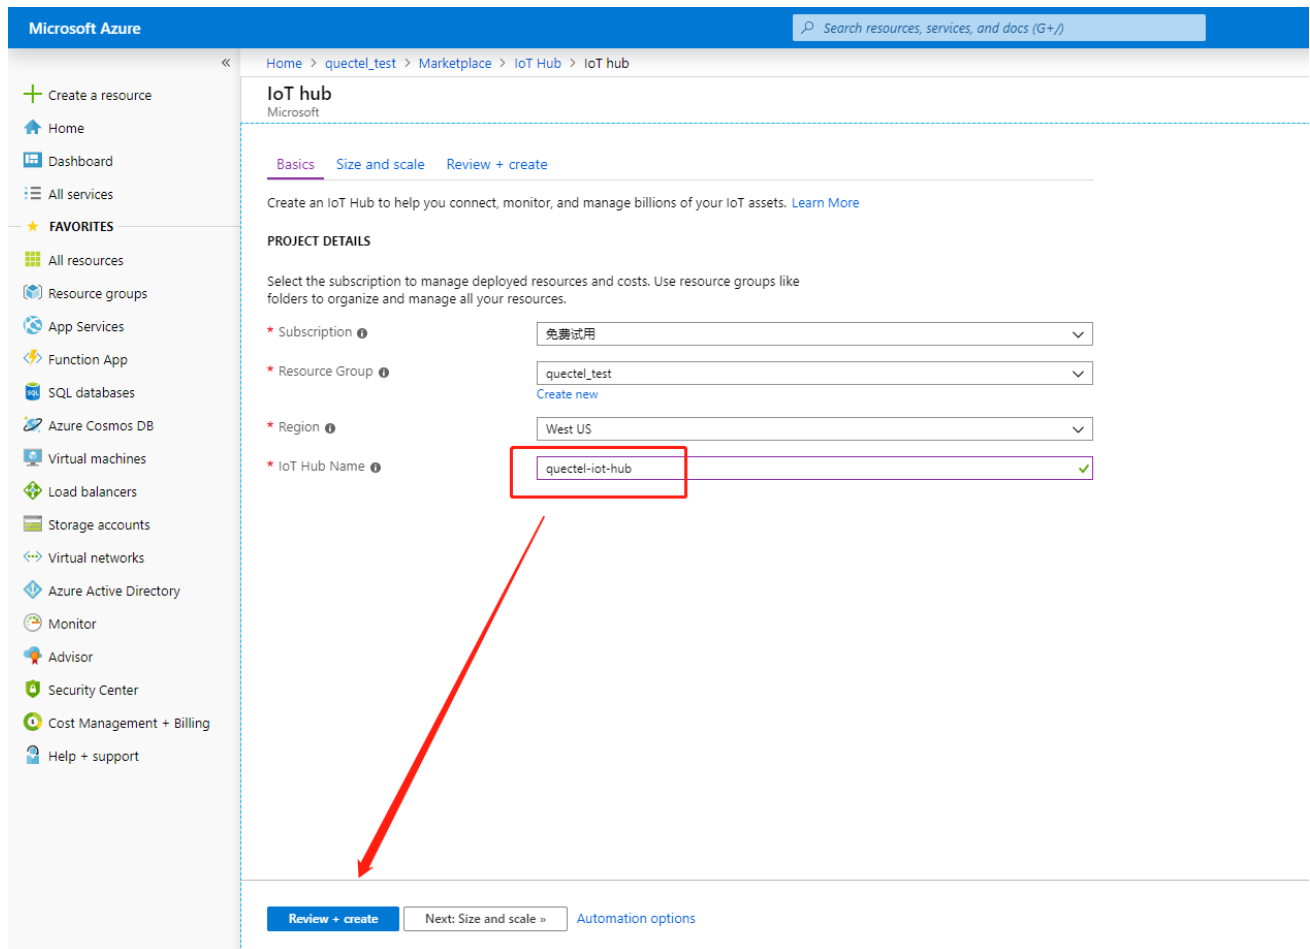 Microsoft Azure
Search resources, services, and docs (G+/)
«
Home > quectel_test > Marketplace > IoT Hub > IoT hub
Create a resource
Home
Dashboard
All services
FAVORITES
All resources
Resource groups
App Services
Function App
SQL databases
Azure Cosmos DB
Virtual machines
Load balancers
Storage accounts
Virtual networks
Azure Active Directory
Monitor
Advisor
Security Center
Cost Management + Billing
Help + support
IoT hub
Microsoft
Basics Size and scale Review + create
Create an IoT Hub to help you connect, monitor, and manage billions of your IoT assets. Learn More
PROJECT DETAILS
Select the subscription to manage deployed resources and costs. Use resource groups like
folders to organize and manage all your resources.
* Subscription 免费试用
* Resource Group quectel_test
Create new
* Region West US
* IoT Hub Name quectel-iot-hub
Review + create Next: Size and scale » Automation options